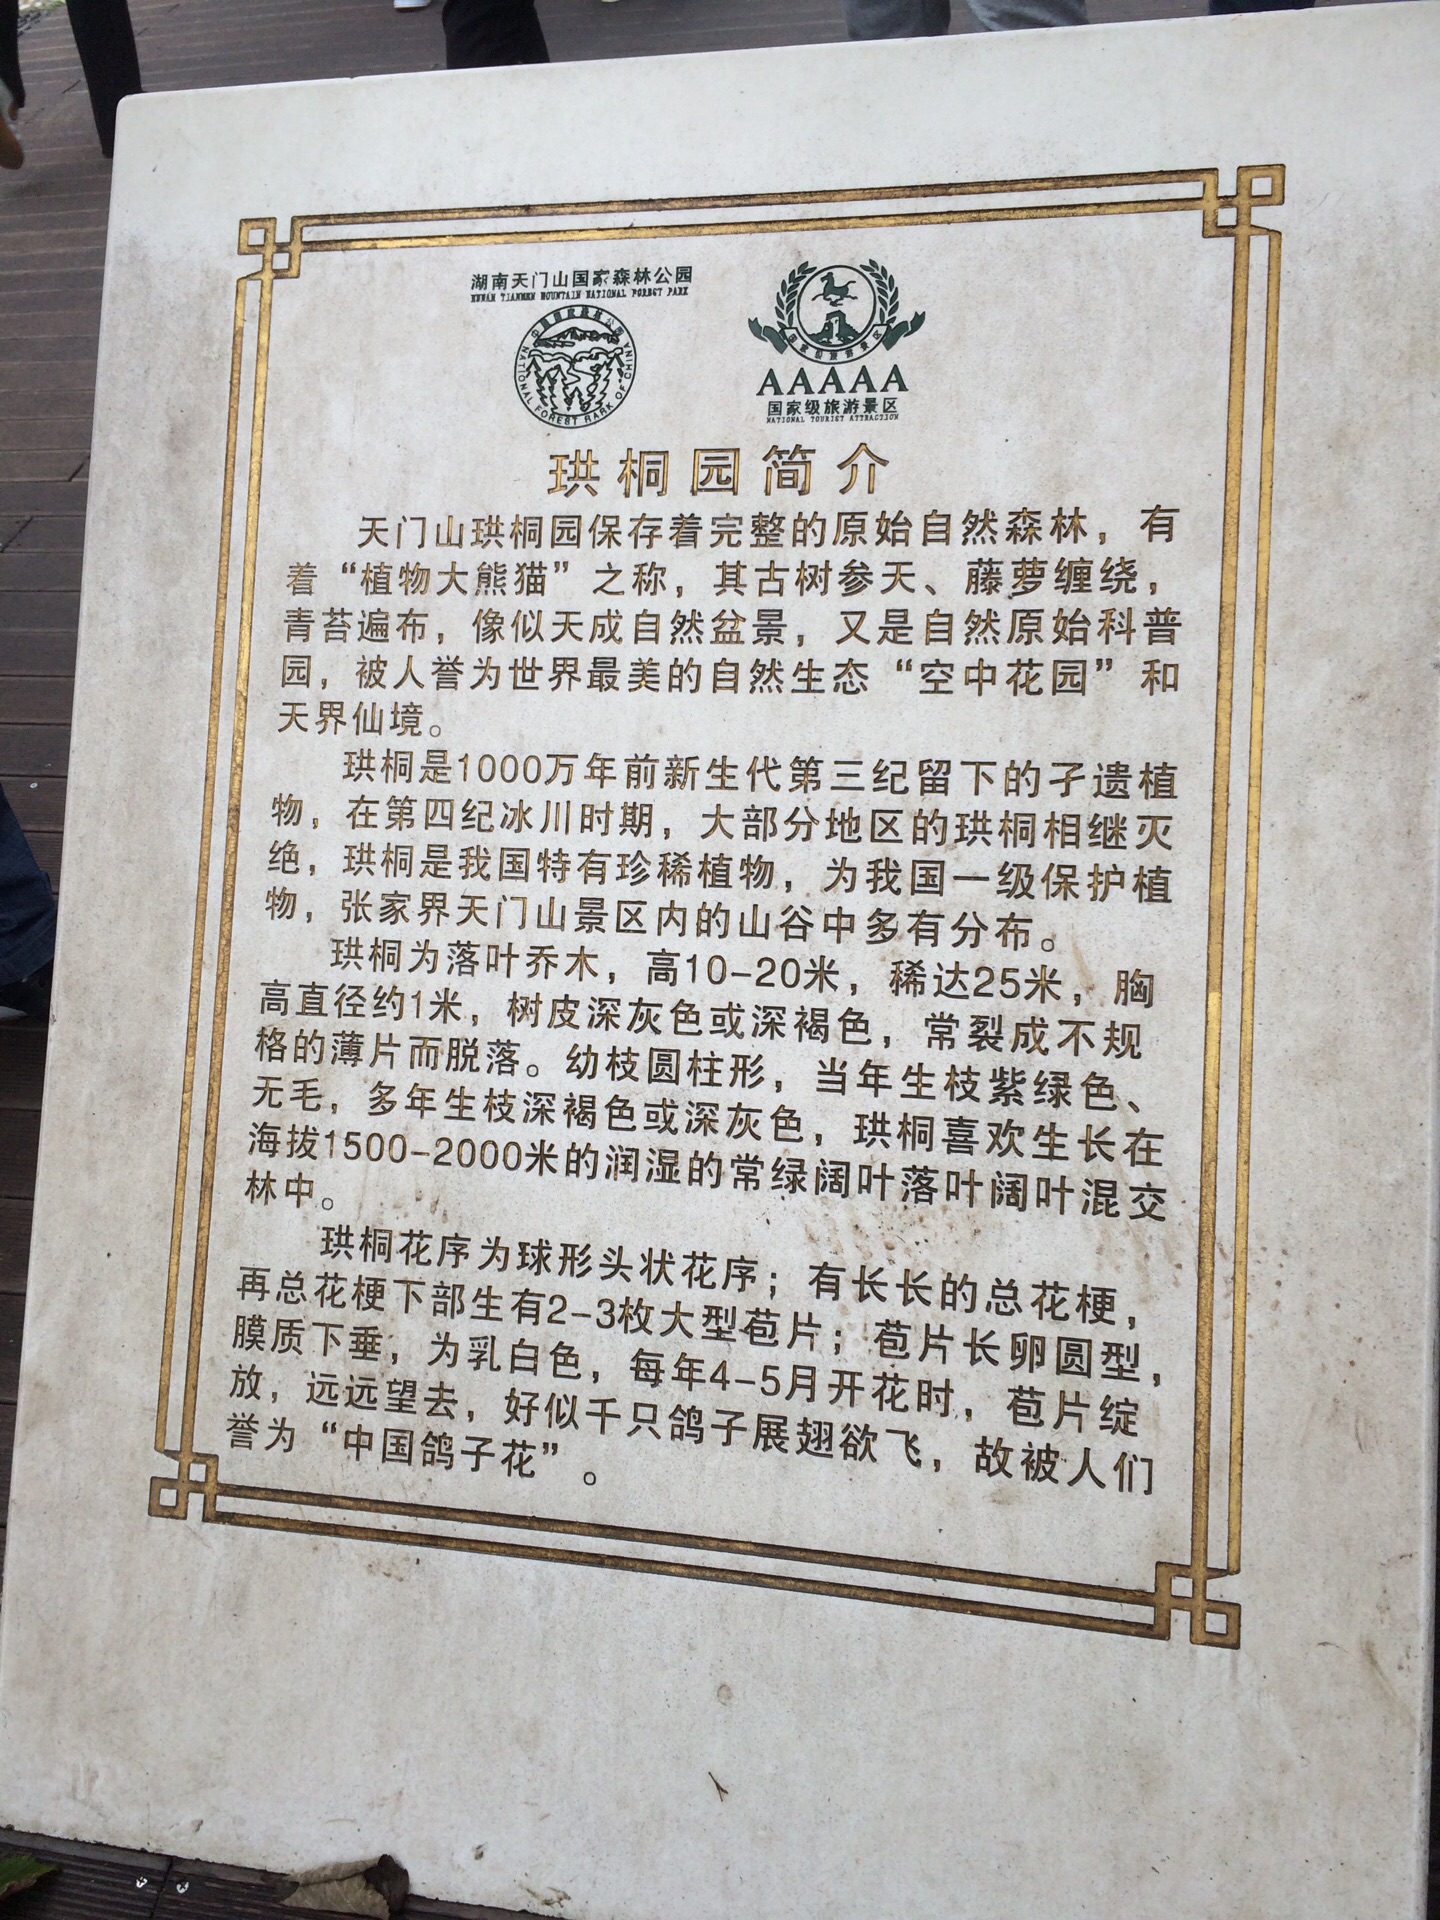 湖南天门山国家森林公园
HUNAN TIANMEN MOUNTAIN NATIONAL FOREST PARK
NATIONAL FOREST PARK OF CHINA
AAAAA
国家级旅游景区
NATIONAL TOURIST ATTRACTION
珙桐园简介
天门山珙桐园保存着完整的原始自然森林，有
着“植物大熊猫”之称，其古树参天、藤萝缠绕，
青苔遍布，像似天成自然盆景，又是自然原始科普
园，被人誉为世界最美的自然生态“空中花园”和
天界仙境。
珙桐是1000万年前新生代第三纪留下的孑遗植
物，在第四纪冰川时期，大部分地区的珙桐相继灭
绝，珙桐是我国特有珍稀植物，为我国一级保护植
物，张家界天门山景区内的山谷中多有分布。
珙桐为落叶乔木，高10-20米，稀达25米，胸
高直径约1米，树皮深灰色或深褐色，常裂成不规
格的薄片而脱落。幼枝圆柱形，当年生枝紫绿色、
无毛，多年生枝深褐色或深灰色，珙桐喜欢生长在
海拔1500-2000米的润湿的常绿阔叶落叶阔叶混交
林中。
珙桐花序为球形头状花序；有长长的总花梗，
再总花梗下部生有2-3枚大型苞片；苞片长卵圆型，
膜质下垂；为乳白色，每年4-5月开花时，苞片绽
放，远远望去，好似千只鸽子展翅欲飞，故被人们
誉为“中国鸽子花”。